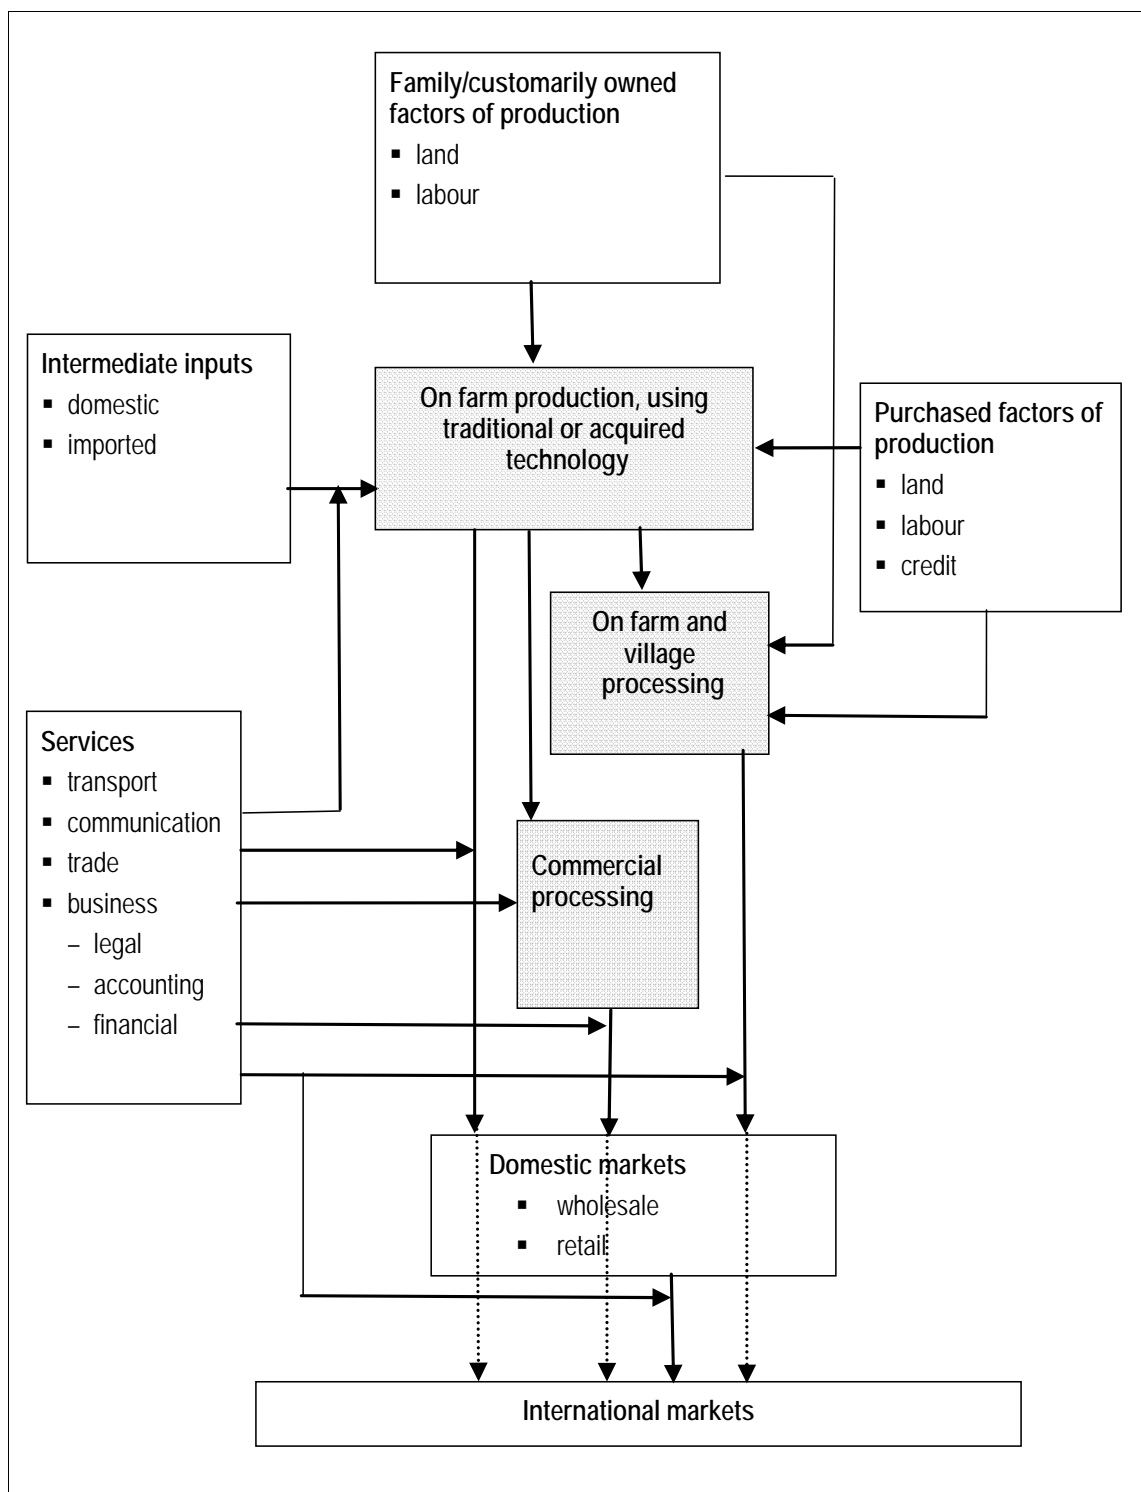 Family/customarily owned
factors of production
▪ land
▪ labour
Intermediate inputs
▪ domestic
▪ imported
On farm production, using
traditional or acquired
technology
Purchased factors of
production
▪ land
▪ labour
▪ credit
On farm and
village
processing
Services
▪ transport
▪ communication
▪ trade
▪ business
– legal
– accounting
– financial
Commercial
processing
Domestic markets
▪ wholesale
▪ retail
International markets